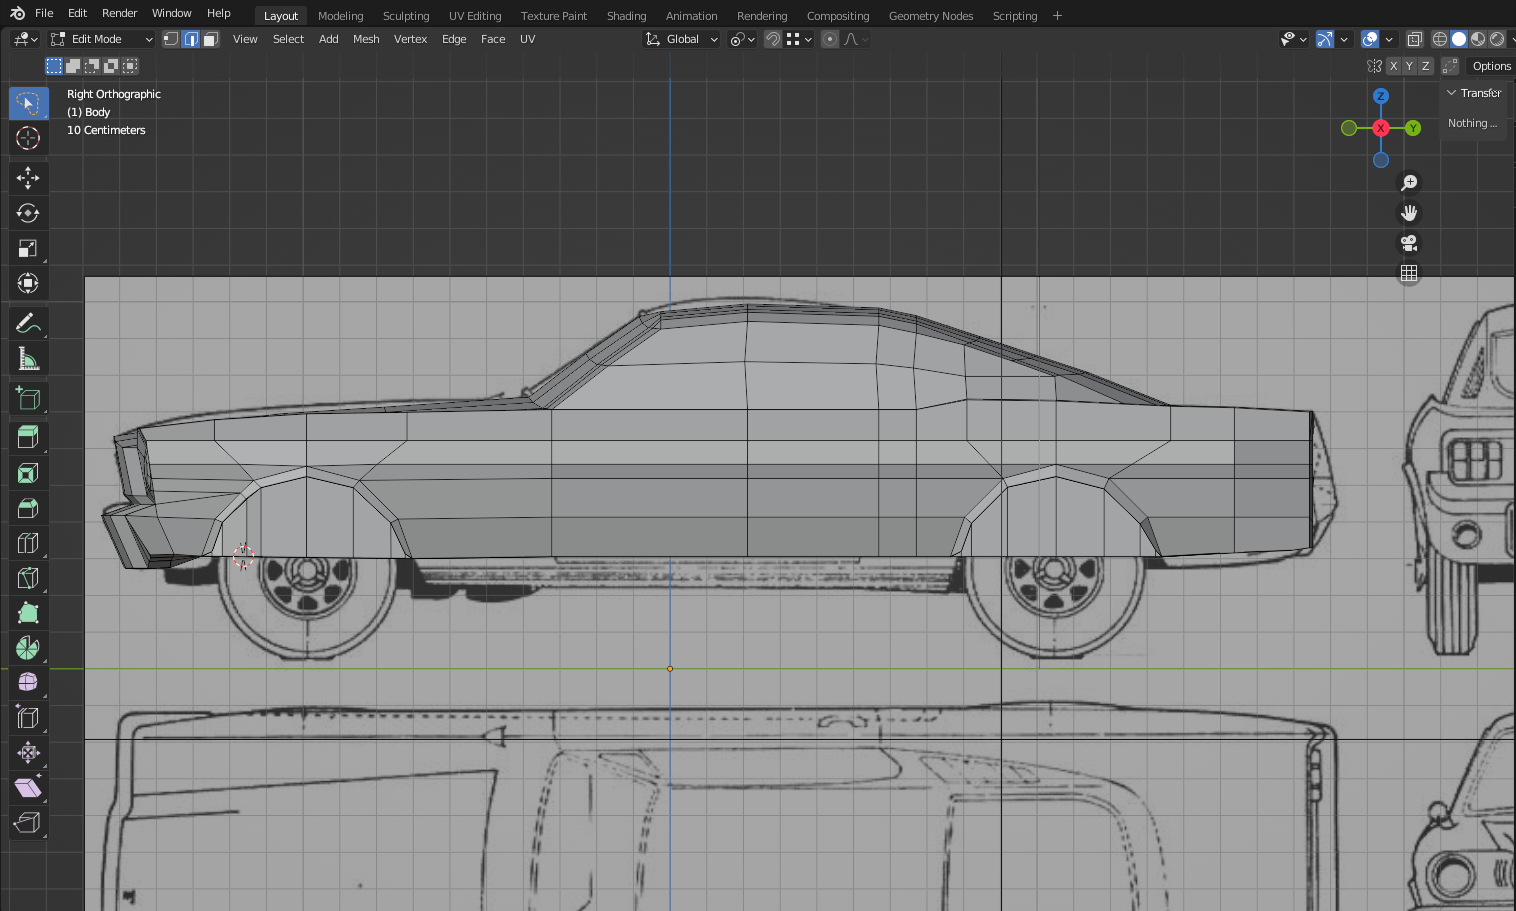 File Edit Render Window Help Layout Modeling Sculpting UV Editing Texture Paint Shading Animation Rendering Compositing Geometry Nodes Scripting +
Edit Mode View Select Add Mesh Vertex Edge Face UV Global
X Y Z Options
Right Orthographic
(1) Body
10 Centimeters
Z
X
Y
Transfor
Nothing ...